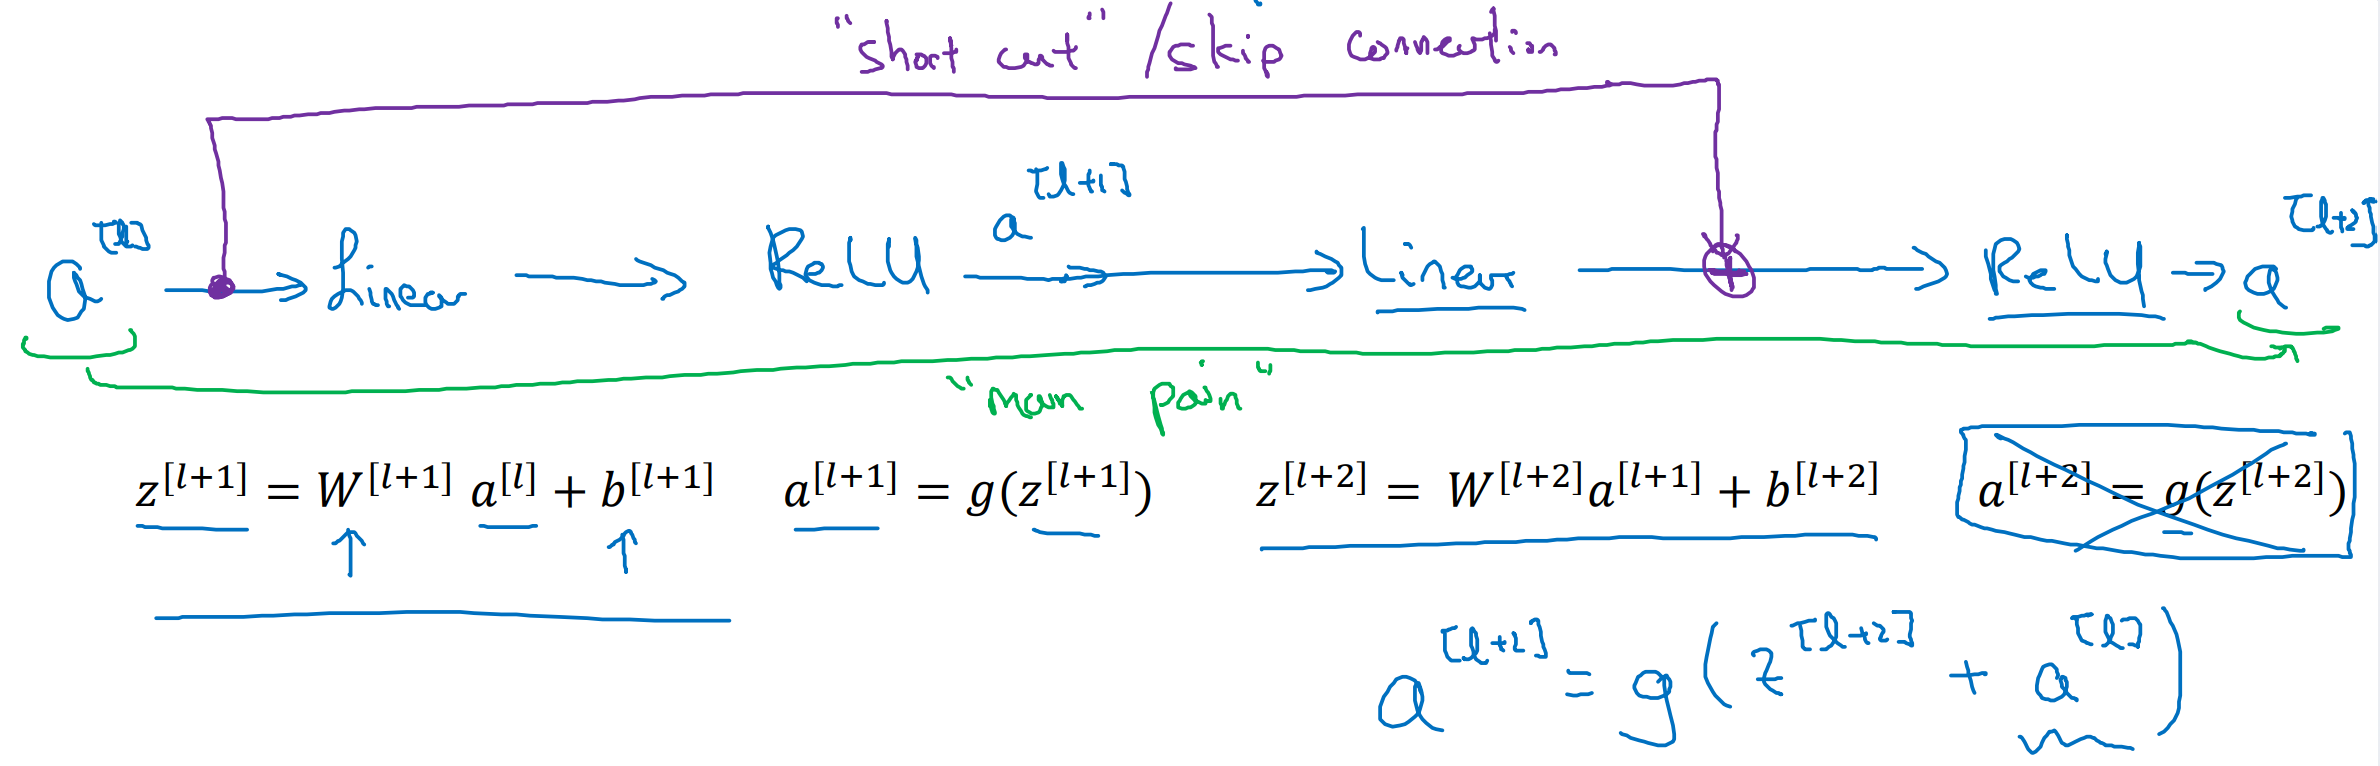 "short cut" / skip connection
a^[l] → Linear → ReLU a^[l+1] → Linear → + → ReLU → a^[l+2]
"main pain"
z^[l+1] = W^[l+1] a^[l] + b^[l+1] a^[l+1] = g(z^[l+1]) z^[l+2] = W^[l+2]a^[l+1] + b^[l+2] a^[l+2] = g(z^[l+2])
a^[l+2] = g(z^[l+2] + a^[l])